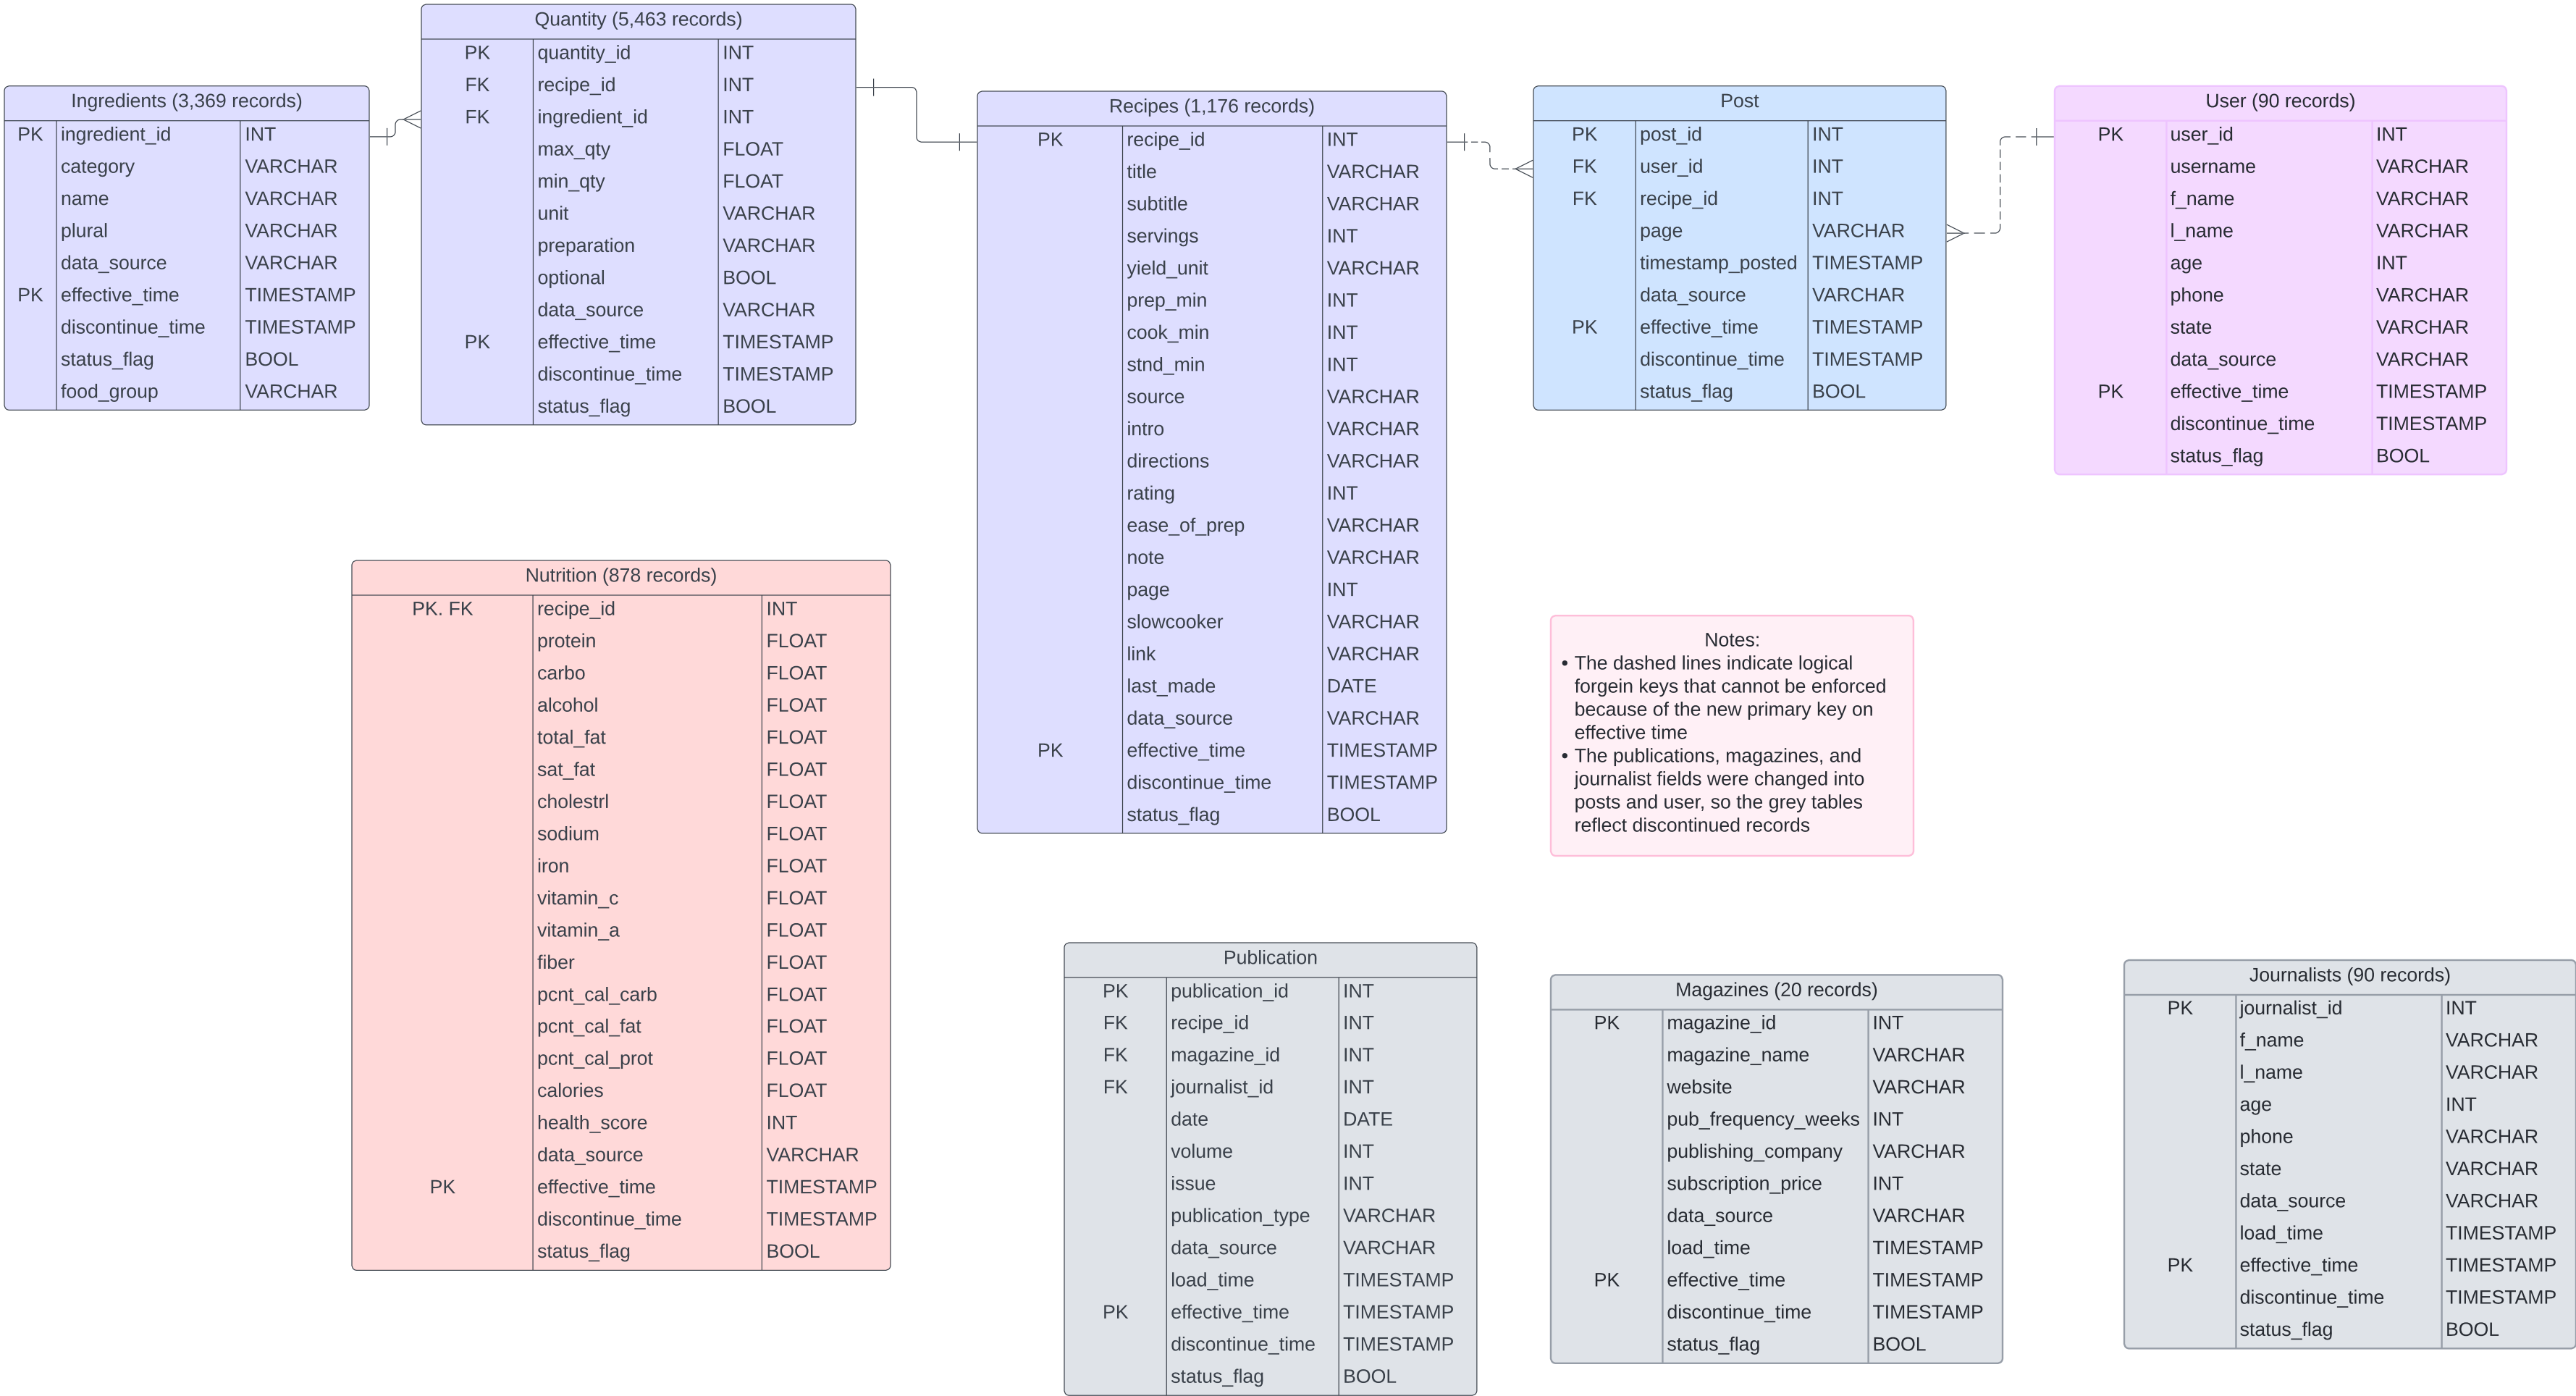 Quantity (5,463 records)
PK quantity_id INT
FK recipe_id INT
FK ingredient_id INT
max_qty FLOAT
min_qty FLOAT
unit VARCHAR
preparation VARCHAR
optional BOOL
data_source VARCHAR
PK effective_time TIMESTAMP
discontinue_time TIMESTAMP
status_flag BOOL
Ingredients (3,369 records)
PK ingredient_id INT
category VARCHAR
name VARCHAR
plural VARCHAR
data_source VARCHAR
PK effective_time TIMESTAMP
discontinue_time TIMESTAMP
status_flag BOOL
food_group VARCHAR
Recipes (1,176 records)
PK recipe_id INT
title VARCHAR
subtitle VARCHAR
servings INT
yield_unit VARCHAR
prep_min INT
cook_min INT
stnd_min INT
source VARCHAR
intro VARCHAR
directions VARCHAR
rating INT
ease_of_prep VARCHAR
note VARCHAR
page INT
slowcooker VARCHAR
link VARCHAR
last_made DATE
data_source VARCHAR
PK effective_time TIMESTAMP
discontinue_time TIMESTAMP
status_flag BOOL
Post
PK post_id INT
FK user_id INT
FK recipe_id INT
page VARCHAR
timestamp_posted TIMESTAMP
data_source VARCHAR
PK effective_time TIMESTAMP
discontinue_time TIMESTAMP
status_flag BOOL
User (90 records)
PK user_id INT
username VARCHAR
f_name VARCHAR
l_name VARCHAR
age INT
phone VARCHAR
state VARCHAR
data_source VARCHAR
PK effective_time TIMESTAMP
discontinue_time TIMESTAMP
status_flag BOOL
Nutrition (878 records)
PK. FK recipe_id INT
protein FLOAT
carbo FLOAT
alcohol FLOAT
total_fat FLOAT
sat_fat FLOAT
cholestrl FLOAT
sodium FLOAT
iron FLOAT
vitamin_c FLOAT
vitamin_a FLOAT
fiber FLOAT
pcnt_cal_carb FLOAT
pcnt_cal_fat FLOAT
pcnt_cal_prot FLOAT
calories FLOAT
health_score INT
data_source VARCHAR
PK effective_time TIMESTAMP
discontinue_time TIMESTAMP
status_flag BOOL
Notes:
• The dashed lines indicate logical
forgein keys that cannot be enforced
because of the new primary key on
effective time
• The publications, magazines, and
journalist fields were changed into
posts and user, so the grey tables
reflect discontinued records
Publication
PK publication_id INT
FK recipe_id INT
FK magazine_id INT
FK journalist_id INT
date DATE
volume INT
issue INT
publication_type VARCHAR
data_source VARCHAR
load_time TIMESTAMP
PK effective_time TIMESTAMP
discontinue_time TIMESTAMP
status_flag BOOL
Magazines (20 records)
PK magazine_id INT
magazine_name VARCHAR
website VARCHAR
pub_frequency_weeks INT
publishing_company VARCHAR
subscription_price INT
data_source VARCHAR
load_time TIMESTAMP
PK effective_time TIMESTAMP
discontinue_time TIMESTAMP
status_flag BOOL
Journalists (90 records)
PK journalist_id INT
f_name VARCHAR
l_name VARCHAR
age INT
phone VARCHAR
state VARCHAR
data_source VARCHAR
load_time TIMESTAMP
PK effective_time TIMESTAMP
discontinue_time TIMESTAMP
status_flag BOOL